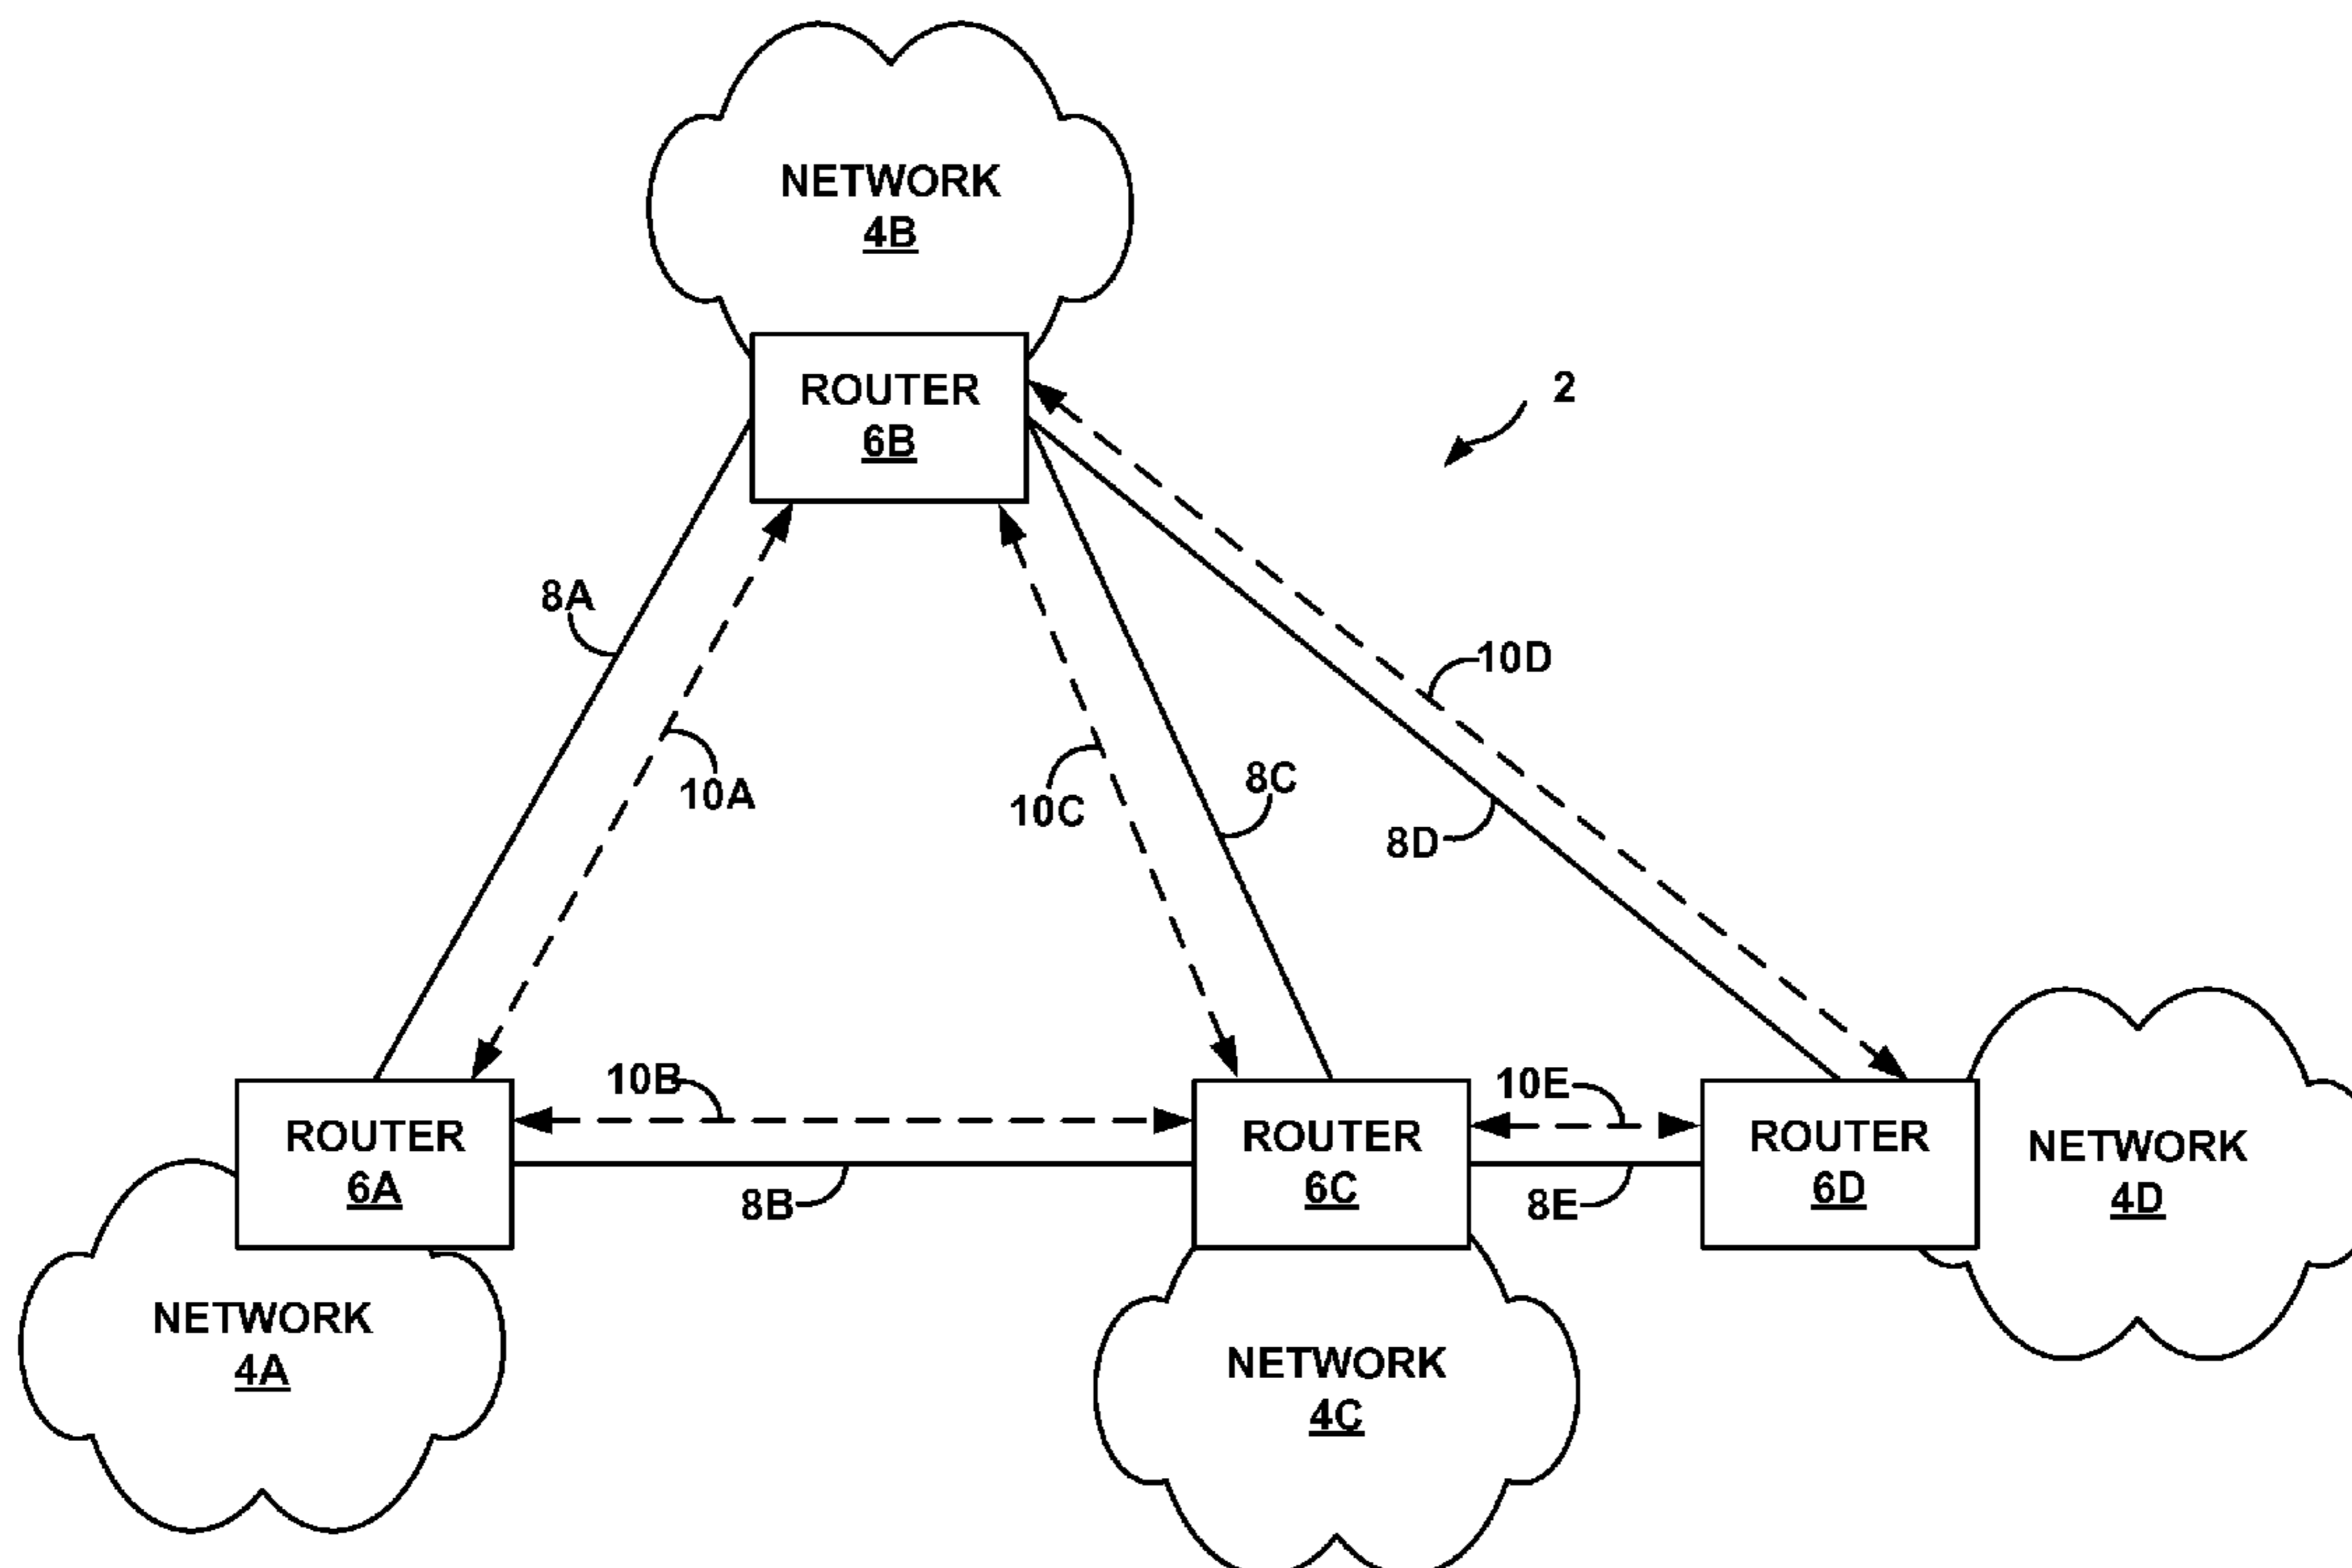 NETWORK
4B
ROUTER
6B
2
8A
10D
10A
10C
8C
8D
10B
10E
ROUTER
6A
ROUTER
6C
ROUTER
6D
NETWORK
4D
8B
8E
NETWORK
4A
NETWORK
4C